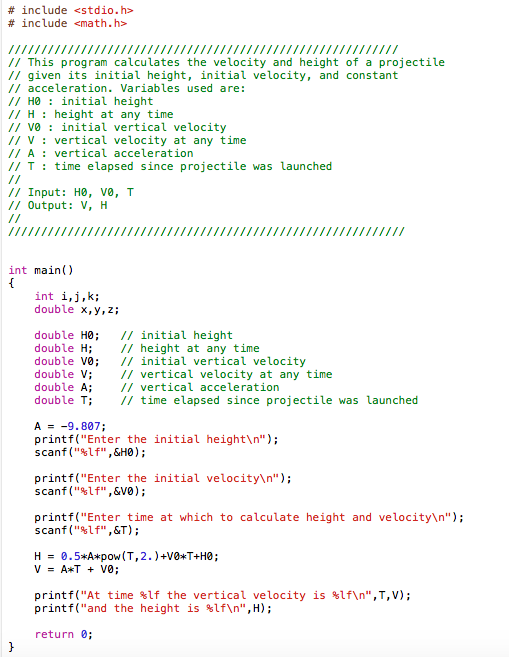 # include <stdio.h>
# include <math.h>
///////////////////////////////////////////////////////////
// This program calculates the velocity and height of a projectile
// given its initial height, initial velocity, and constant
// acceleration. Variables used are:
// H0 : initial height
// H : height at any time
// V0 : initial vertical velocity
// V : vertical velocity at any time
// A : vertical acceleration
// T : time elapsed since projectile was launched
//
// Input: H0, V0, T
// Output: V, H
//
////////////////////////////////////////////////////////////
int main()
{
int i,j,k;
double x,y,z;
double H0; // initial height
double H; // height at any time
double V0; // initial vertical velocity
double V; // vertical velocity at any time
double A; // vertical acceleration
double T; // time elapsed since projectile was launched
A = -9.807;
printf("Enter the initial height\n");
scanf("%lf",&H0);
printf("Enter the initial velocity\n");
scanf("%lf",&V0);
printf("Enter time at which to calculate height and velocity\n");
scanf("%lf",&T);
H = 0.5*A*pow(T,2.)+V0*T+H0;
V = A*T + V0;
printf("At time %lf the vertical velocity is %lf\n",T,V);
printf("and the height is %lf\n",H);
return 0;
}